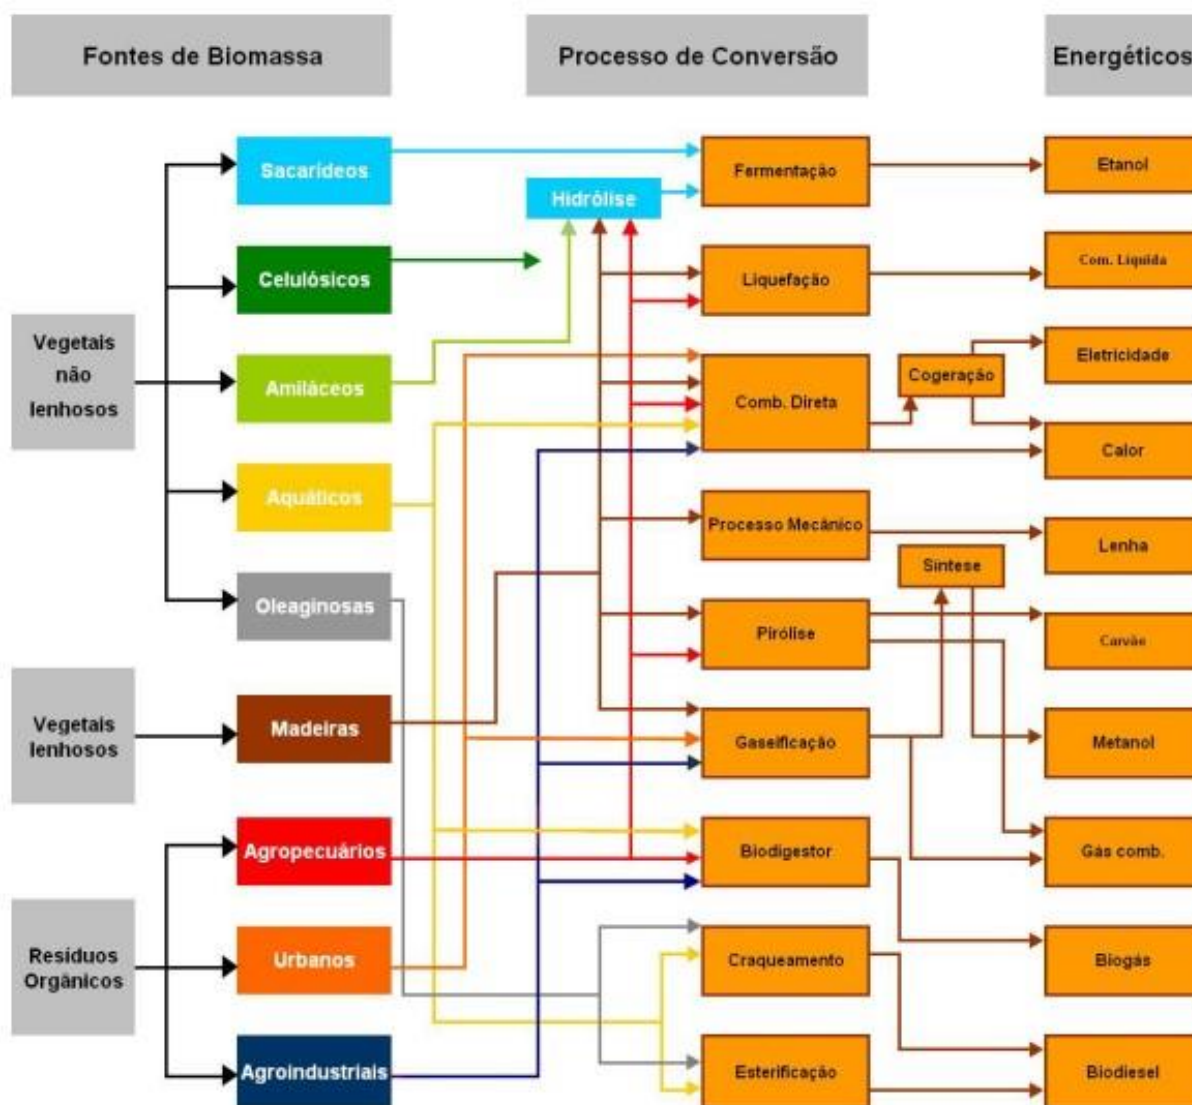 Fontes de Biomassa
Processo de Conversão
Energéticos
Sacarídeos
Fermentação
Etanol
Hidrólise
Celulósicos
Liquefação
Com. Líquida
Vegetais
não
lenhosos
Amiláceos
Comb. Direta
Cogeração
Eletricidade
Calor
Aquáticos
Processo Mecânico
Lenha
Síntese
Oleaginosas
Pirólise
Carvão
Vegetais
lenhosos
Madeiras
Gaseificação
Metanol
Agropecuários
Biodigestor
Gás comb.
Resíduos
Orgânicos
Urbanos
Craqueamento
Biogás
Agroindustriais
Esterificação
Biodiesel